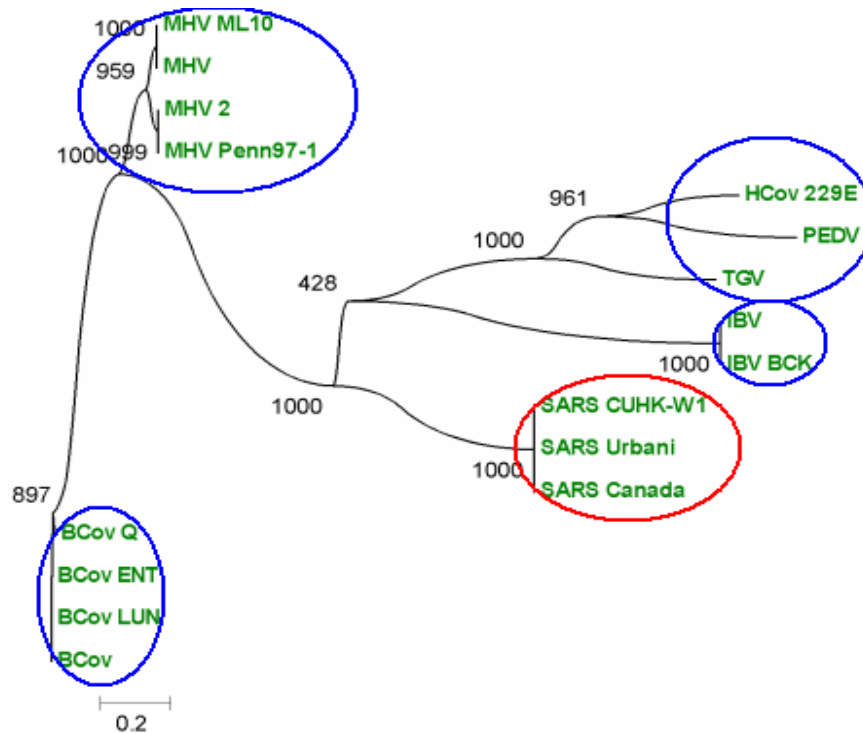 1000 MHV ML10
959 MHV
MHV 2
1000 999 MHV Penn97-1
961 HCov 229E
1000 PEDV
428 TGV
IBV
1000 IBV BCK
1000 SARS CUHK-W1
SARS Urbani
1000 SARS Canada
897
BCov Q
BCov ENT
BCov LUN
BCov
0.2